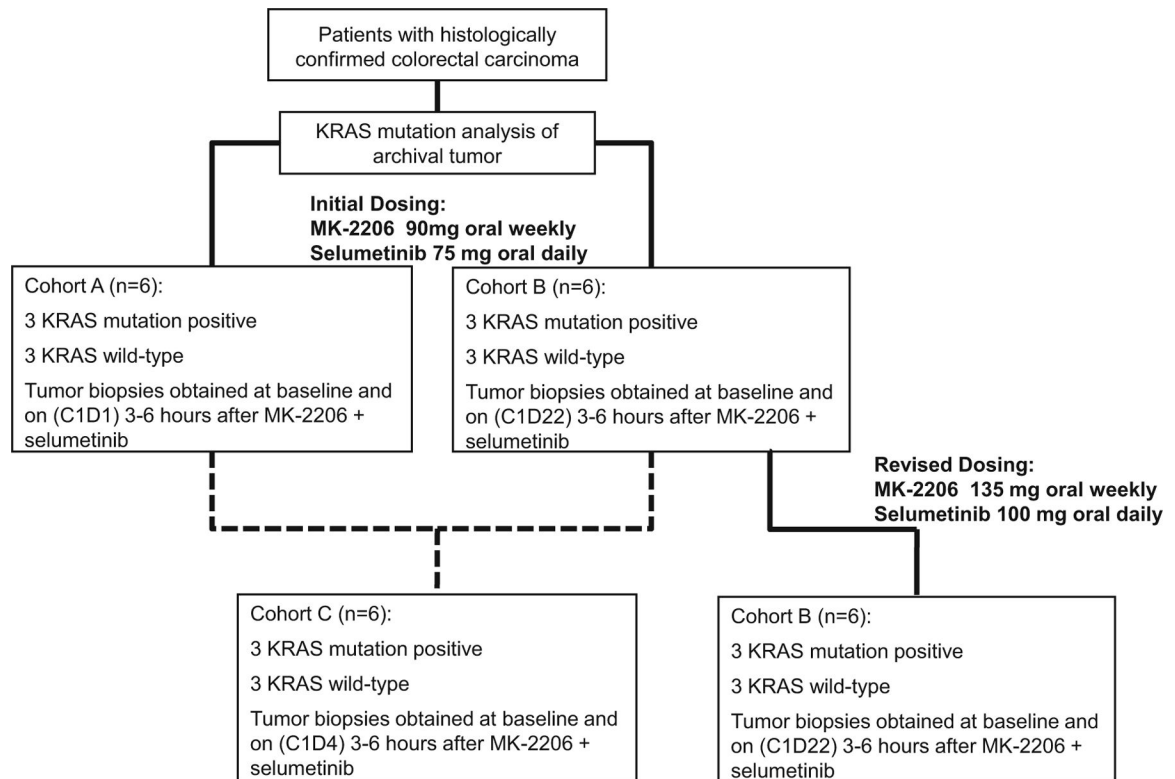 Patients with histologically
confirmed colorectal carcinoma
KRAS mutation analysis of
archival tumor
Initial Dosing:
MK-2206 90mg oral weekly
Selumetinib 75 mg oral daily
Cohort A (n=6):
3 KRAS mutation positive
3 KRAS wild-type
Tumor biopsies obtained at baseline and
on (C1D1) 3-6 hours after MK-2206 +
selumetinib
Cohort B (n=6):
3 KRAS mutation positive
3 KRAS wild-type
Tumor biopsies obtained at baseline and
on (C1D22) 3-6 hours after MK-2206 +
selumetinib
Revised Dosing:
MK-2206 135 mg oral weekly
Selumetinib 100 mg oral daily
Cohort C (n=6):
3 KRAS mutation positive
3 KRAS wild-type
Tumor biopsies obtained at baseline and
on (C1D4) 3-6 hours after MK-2206 +
selumetinib
Cohort B (n=6):
3 KRAS mutation positive
3 KRAS wild-type
Tumor biopsies obtained at baseline and
on (C1D22) 3-6 hours after MK-2206 +
selumetinib